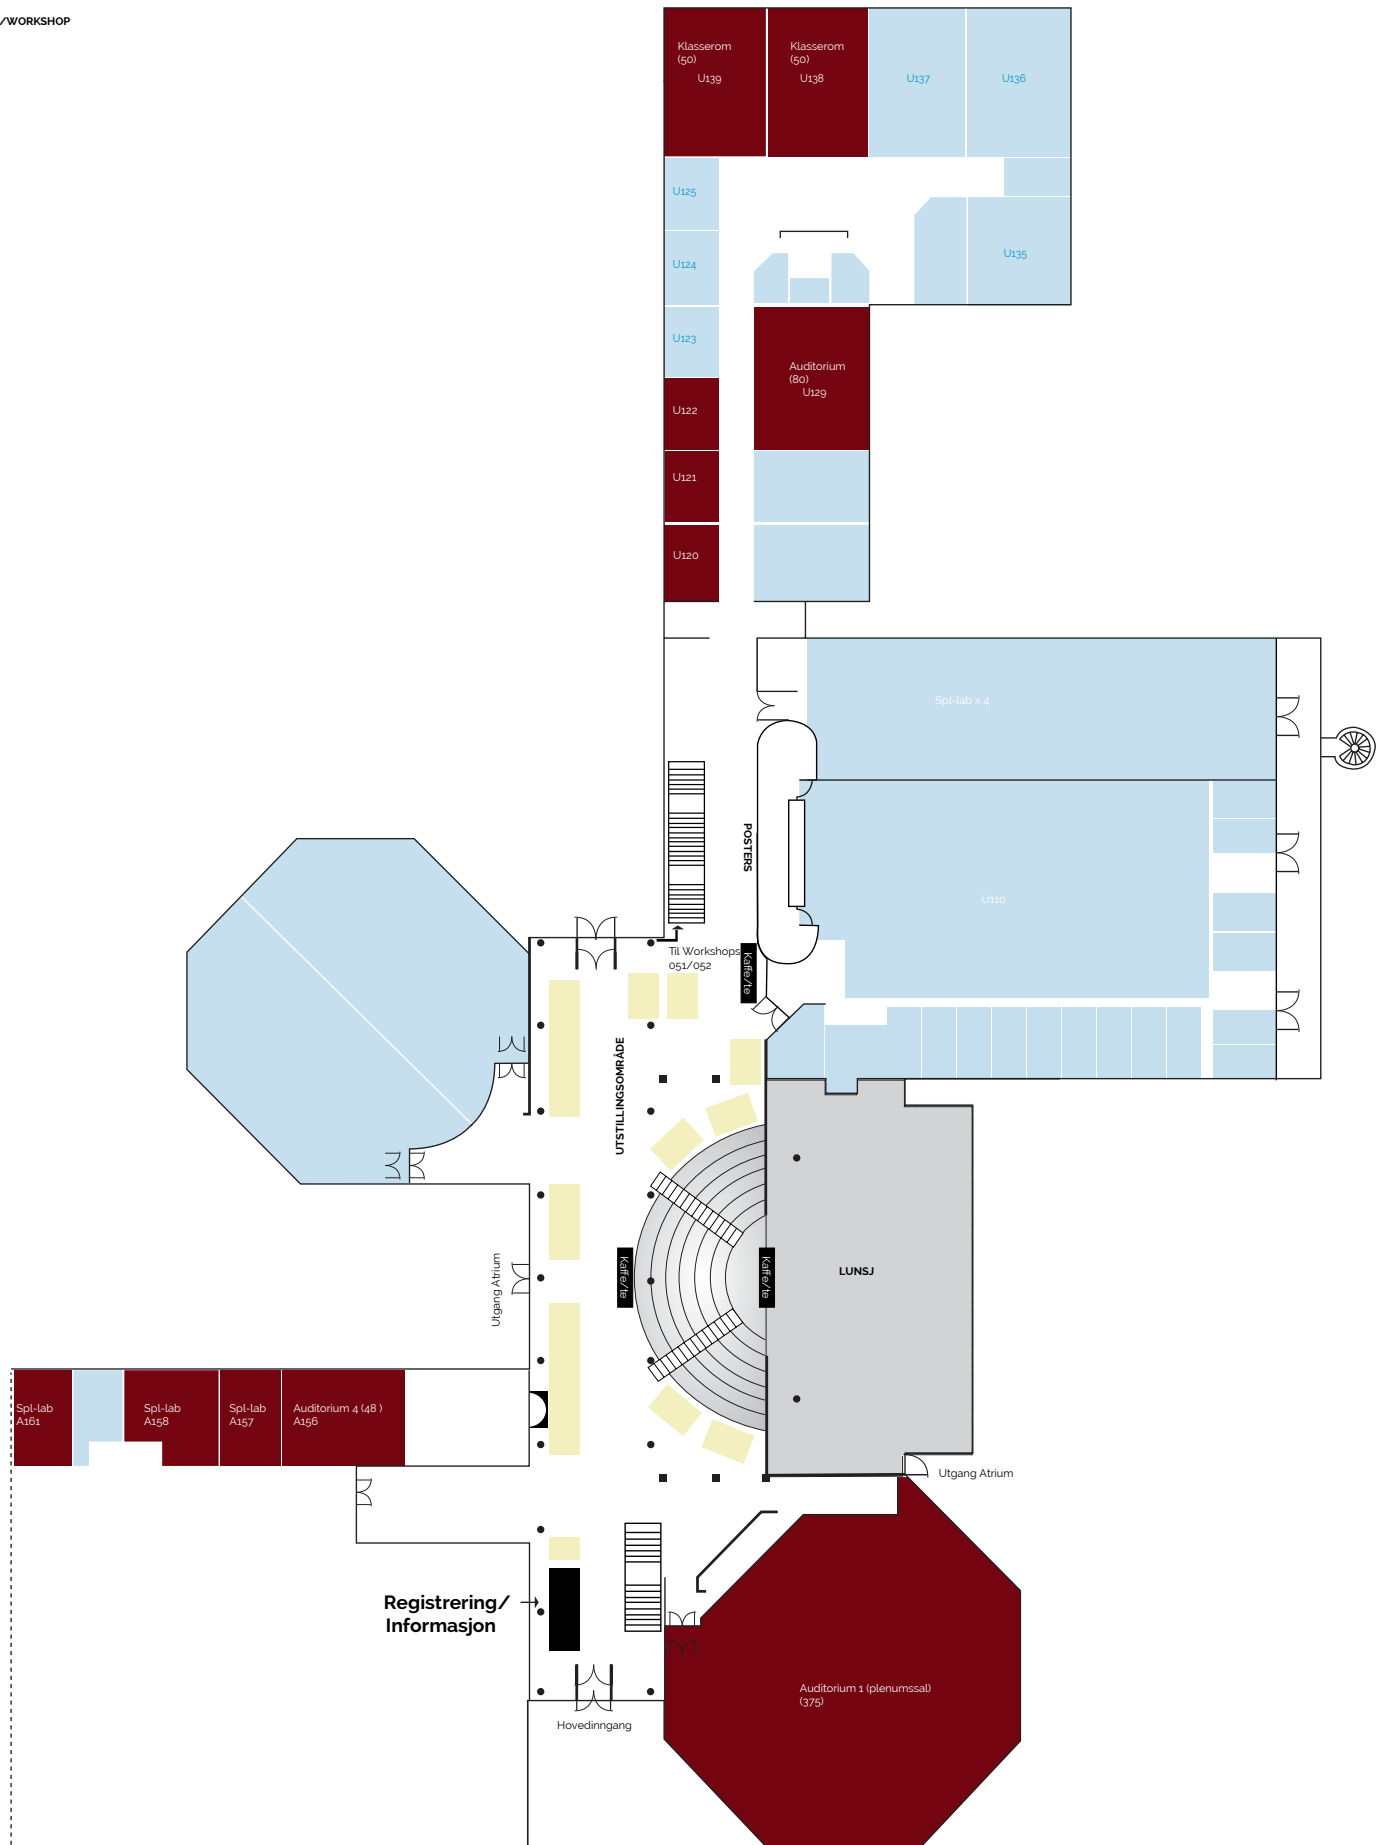 /WORKSHOP
Klasserom
(50)
U139
Klasserom
(50)
U138
U137
U136
U125
U124
U135
U123
Auditorium
(80)
U129
U122
U121
U120
Spl-lab x 4
POSTERS
U110
Til Workshops
051/052
Kaffe/te
UTSTILLINGSOMRÅDE
Utgang Atrium
Kaffe/te
Kaffe/te
LUNSJ
Spl-lab
A161
Spl-lab
A158
Spl-lab
A157
Auditorium 4 (48 )
A156
Utgang Atrium
Registrering/
Informasjon
Auditorium 1 (plenumssal)
(375)
Hovedinngang